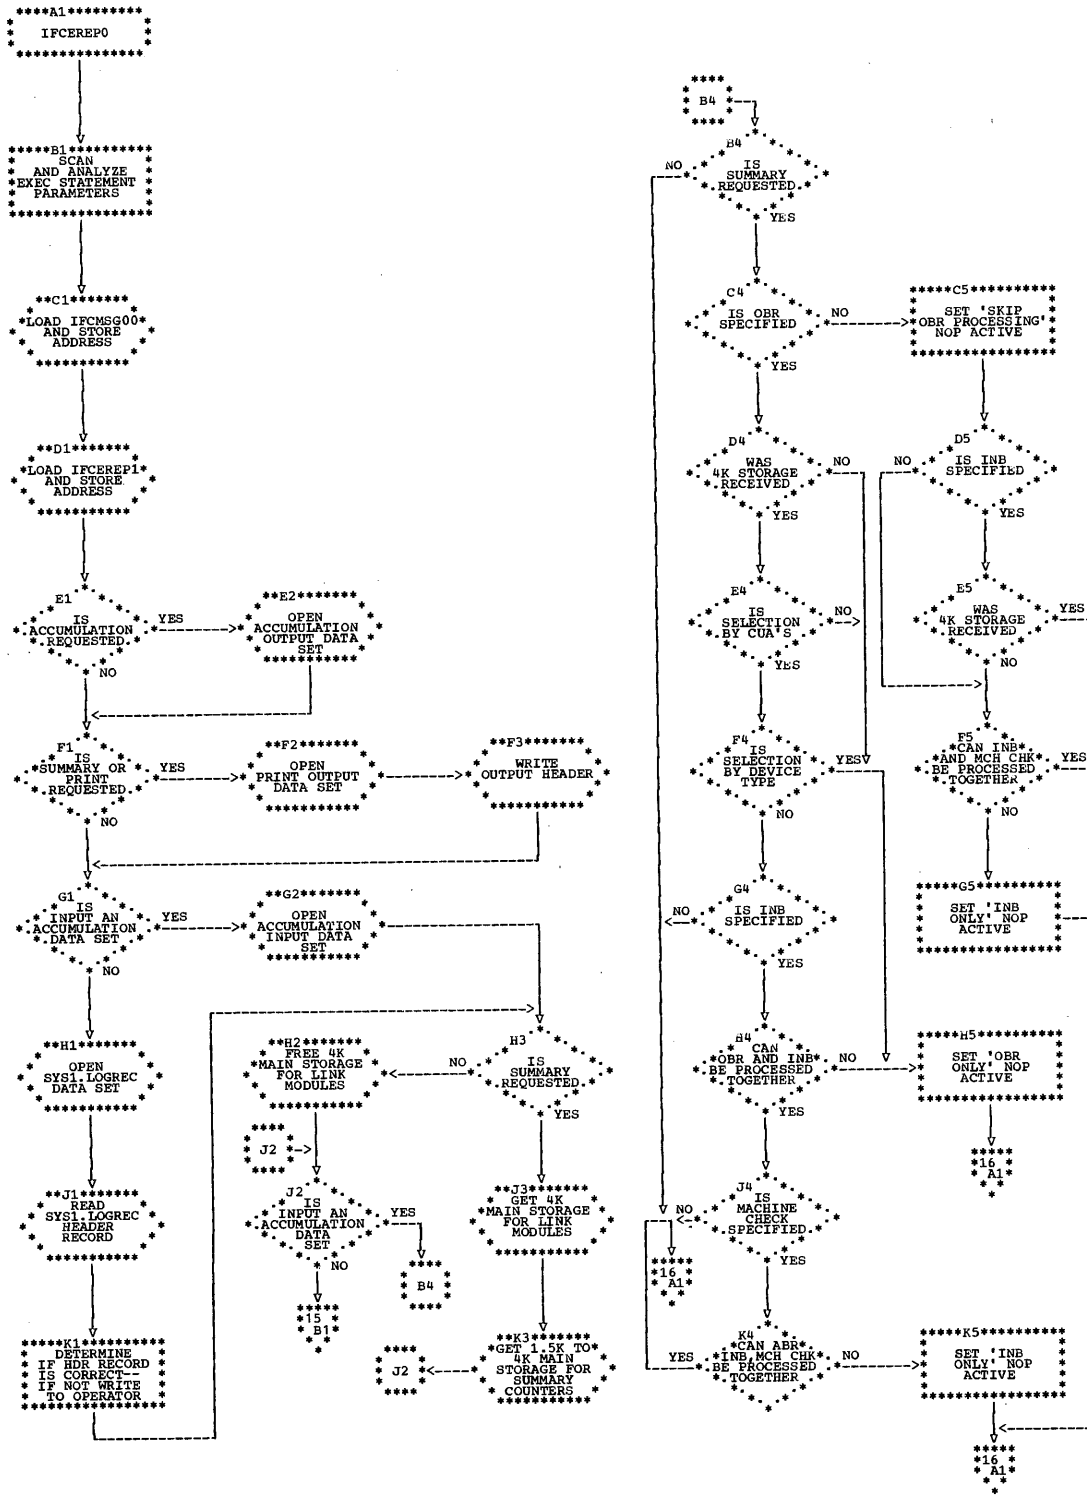 ****A1*********
IFCEREP0
*****B1**********
SCAN
AND ANALYZE
EXEC STATEMENT
PARAMETERS
**C1*******
*LOAD IFCMSG00*
AND STORE
ADDRESS
**D1*******
*LOAD IFCEREP1*
AND STORE
ADDRESS
E1
IS
ACCUMULATION
REQUESTED
YES
NO
**E2*******
OPEN
ACCUMULATION
OUTPUT DATA
SET
F1
IS
SUMMARY OR
PRINT
REQUESTED
YES
NO
**F2*******
OPEN
PRINT OUTPUT
DATA SET
**F3*******
WRITE
OUTPUT HEADER
G1
IS
INPUT AN
ACCUMULATION
DATA SET
YES
NO
**G2*******
OPEN
ACCUMULATION
INPUT DATA
SET
**H1*******
OPEN
SYS1.LOGREC
DATA SET
**H2*******
FREE 4K
*MAIN STORAGE*
FOR LINK
MODULES
H3
IS
SUMMARY
REQUESTED
NO
YES
**J1*******
READ
SYS1.LOGREC
HEADER
RECORD
J2
J2
IS
INPUT AN
ACCUMULATION
DATA
SET
YES
NO
B4
15
B1
**J3*******
GET 4K
MAIN STORAGE
FOR LINK
MODULES
*****K1**********
DETERMINE
IF HDR RECORD
IS CORRECT--
IF NOT WRITE
TO OPERATOR
**K3*******
*GET 1.5K TO*
4K MAIN
STORAGE FOR
SUMMARY
COUNTERS
J2
B4
B4
IS
SUMMARY
REQUESTED
NO
YES
C4
IS OBR
SPECIFIED
NO
YES
*****C5**********
SET 'SKIP
OBR PROCESSING'
NOP ACTIVE
D4
WAS
4K STORAGE
RECEIVED
NO
YES
D5
IS INB
SPECIFIED
NO
YES
E4
IS
SELECTION
BY CUA'S
NO
YES
E5
WAS
4K STORAGE
RECEIVED
YES
NO
F4
IS
SELECTION
BY DEVICE
TYPE
YES
NO
F5
*CAN INB*
AND MCH CHK
BE PROCESSED
TOGETHER
YES
NO
G4
IS INB
SPECIFIED
NO
YES
*****G5**********
SET 'INB
ONLY' NOP
ACTIVE
H4
CAN
*OBR AND INB*
BE PROCESSED
TOGETHER
NO
YES
*****H5**********
SET 'OBR
ONLY' NOP
ACTIVE
16
A1
J4
IS
MACHINE
CHECK
SPECIFIED
NO
YES
16
A1
K4
*CAN ABR*
*INB,MCH CHK*
BE PROCESSED
TOGETHER
YES
NO
*****K5**********
SET 'INB
ONLY' NOP
ACTIVE
16
A1